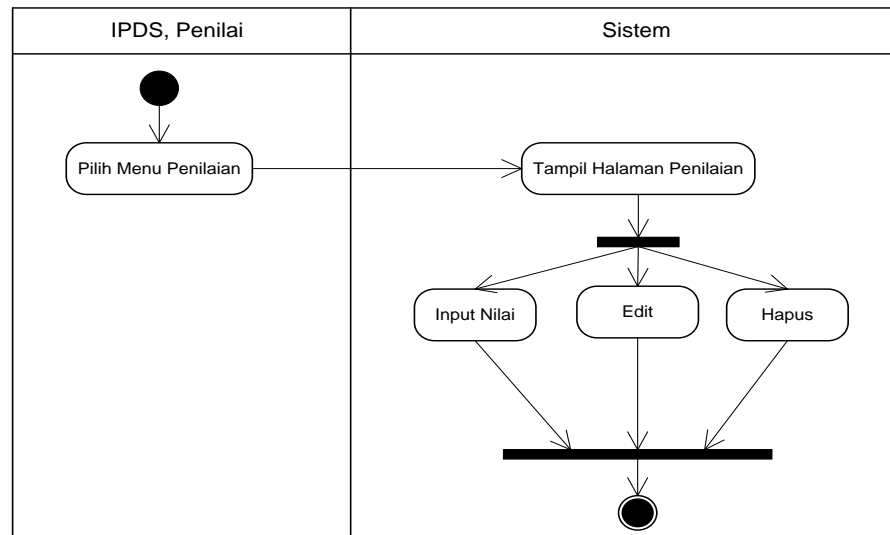 IPDS, Penilai
Sistem
Pilih Menu Penilaian
Tampil Halaman Penilaian
Input Nilai
Edit
Hapus